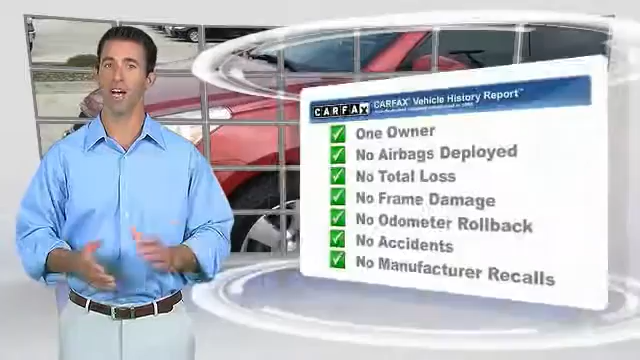 CARFAX CARFAX Vehicle History Report™
One Owner
No Airbags Deployed
No Total Loss
No Frame Damage
No Odometer Rollback
No Accidents
No Manufacturer Recalls